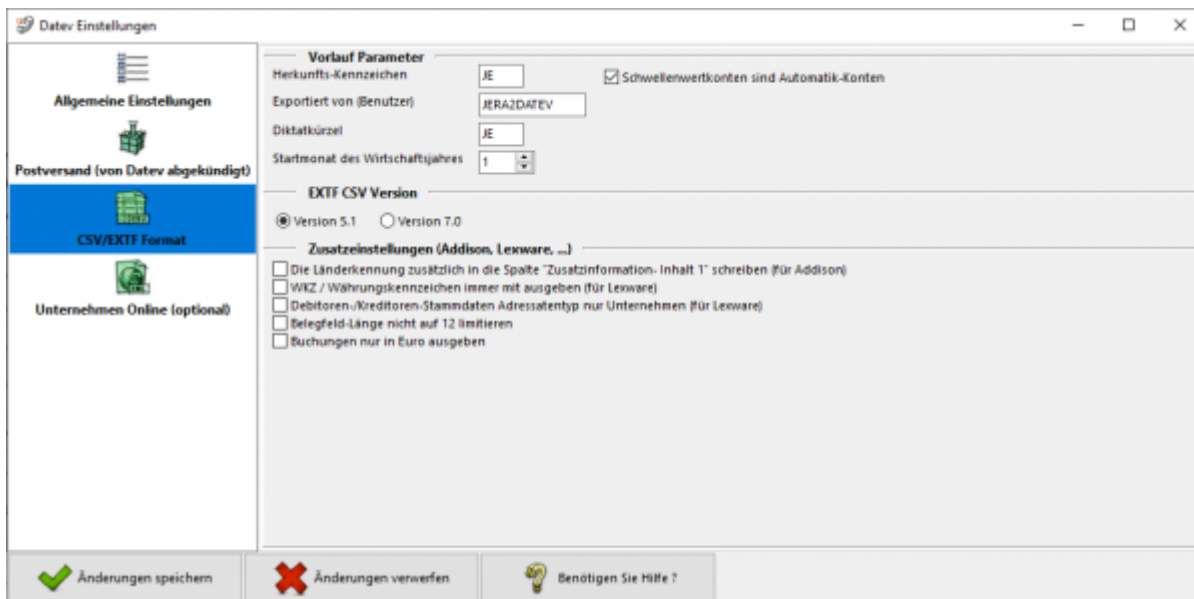 Datev Einstellungen
Allgemeine Einstellungen
Postversand (von Datev abgekündigt)
CSV/EXTF Format
Unternehmen Online (optional)
Vorlauf Parameter
Herkunfts-Kennzeichen
JE
Schwellenwertkonten sind Automatik-Konten
Exportiert von (Benutzer)
JERA2DATEV
Diktatkürzel
JE
Startmonat des Wirtschaftsjahres
1
EXTF CSV Version
Version 5.1
Version 7.0
Zusatzeinstellungen (Addison, Lexware, ...)
Die Länderkennung zusätzlich in die Spalte "Zusatzinformation- Inhalt 1" schreiben (für Addison)
WKZ / Währungskennzeichen immer mit ausgeben (für Lexware)
Debitoren-/Kreditoren-Stammdaten Adressatentyp nur Unternehmen (für Lexware)
Belegfeld-Länge nicht auf 12 limitieren
Buchungen nur in Euro ausgeben
Änderungen speichern
Änderungen verwerfen
Benötigen Sie Hilfe ?